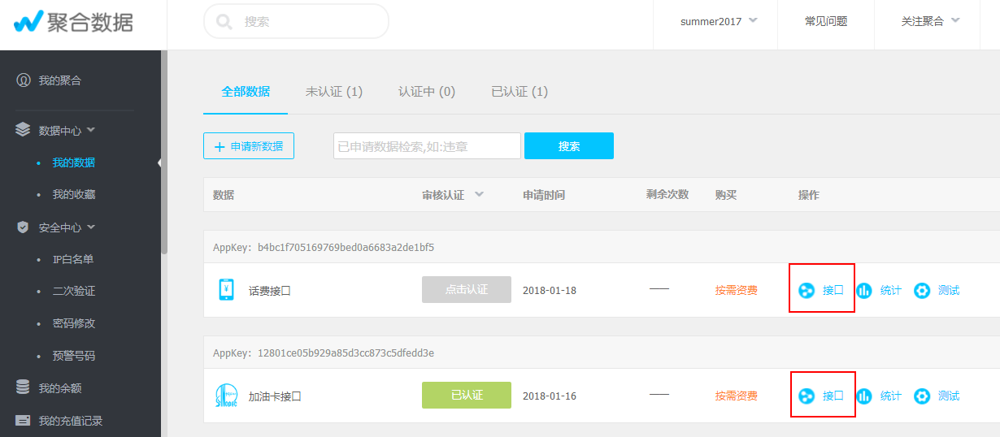 聚合数据
搜索
summer2017
常见问题
关注聚合
我的聚合
数据中心
我的数据
我的收藏
安全中心
IP白名单
二次验证
密码修改
预警号码
我的余额
我的充值记录
全部数据 未认证 (1) 认证中 (0) 已认证 (1)
+ 申请新数据 已申请数据检索,如:违章 搜索
数据 审核认证 申请时间 剩余次数 购买 操作
AppKey: b4bc1f705169769bed0a6683a2de1bf5
话费接口 点击认证 2018-01-18 —— 按需资费 接口 统计 测试
AppKey: 12801ce05b929a85d3cc873c5dfedd3e
Sinopec 加油卡接口 已认证 2018-01-16 —— 按需资费 接口 统计 测试